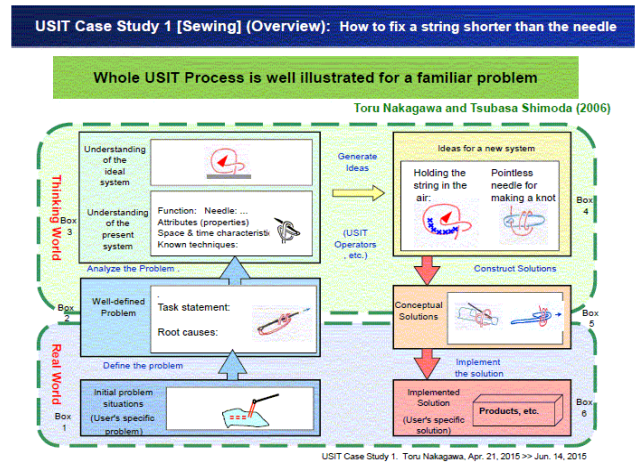 USIT Case Study 1 [Sewing] (Overview): How to fix a string shorter than the needle
Whole USIT Process is well illustrated for a familiar problem
Toru Nakagawa and Tsubasa Shimoda (2006)
Thinking World
Box
3
Understanding
of the
ideal
system
Understanding
of the
present
system
Function: Needle: ...
Attributes (properties)
Space & time characteristi
Known techniques:
Generate
Ideas
(USIT
Operators
, etc.)
Ideas for a new system
Holding the
string in the
air:
Pointless
needle for
making a knot
Box
4
Analyze the Problem .
Construct Solutions
Box
2
Well-defined
Problem
.
Task statement:
Root causes:
Conceptual
Solutions
Box
5
Real World
Define the problem
Implement
the solution
Box
1
Initial problem
situations
(User's specific
problem)
Implemented
Solution
(User's specific
solution)
Products, etc.
Box
6
USIT Case Study 1. Toru Nakagawa, Apr. 21, 2015 >> Jun. 14, 2015